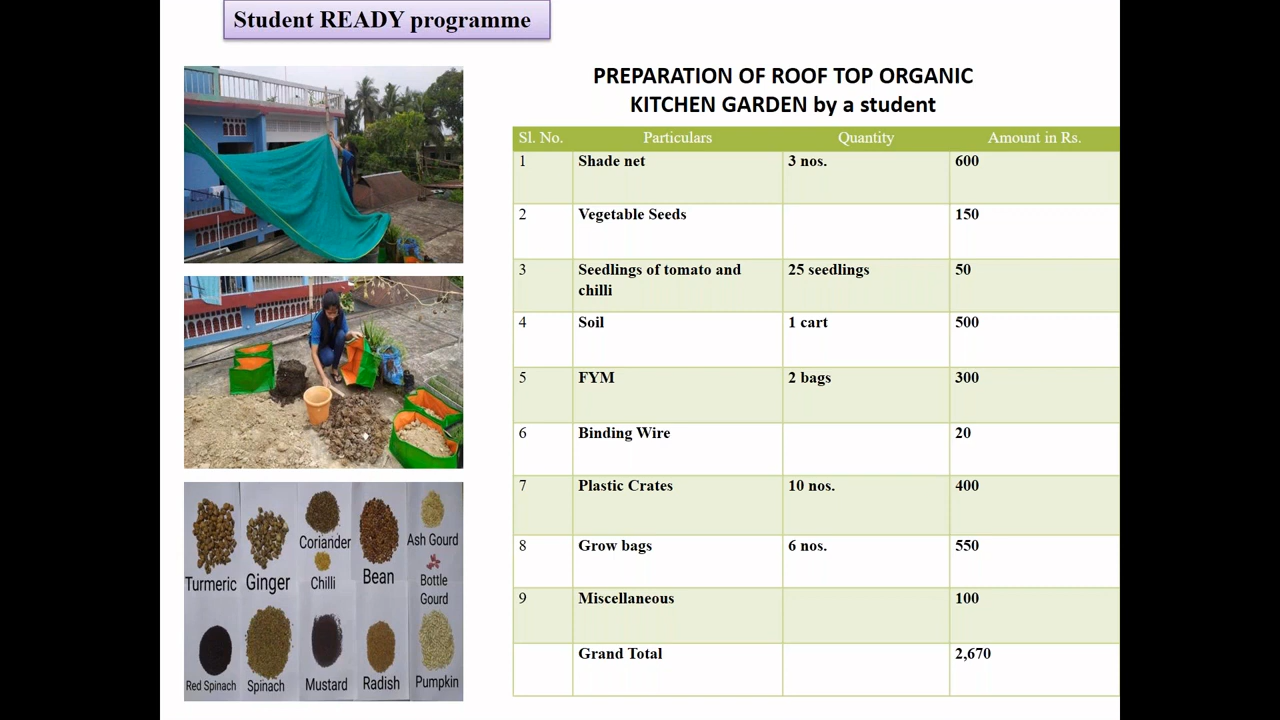 Student READY programme
PREPARATION OF ROOF TOP ORGANIC
KITCHEN GARDEN by a student
Sl. No. Particulars Quantity Amount in Rs.
1 Shade net 3 nos. 600
2 Vegetable Seeds 150
3 Seedlings of tomato and chilli 25 seedlings 50
4 Soil 1 cart 500
5 FYM 2 bags 300
6 Binding Wire 20
7 Plastic Crates 10 nos. 400
8 Grow bags 6 nos. 550
9 Miscellaneous 100
Grand Total 2,670
Turmeric Ginger Coriander Bean Ash Gourd
Chilli Bottle Gourd
Red Spinach Spinach Mustard Radish Pumpkin